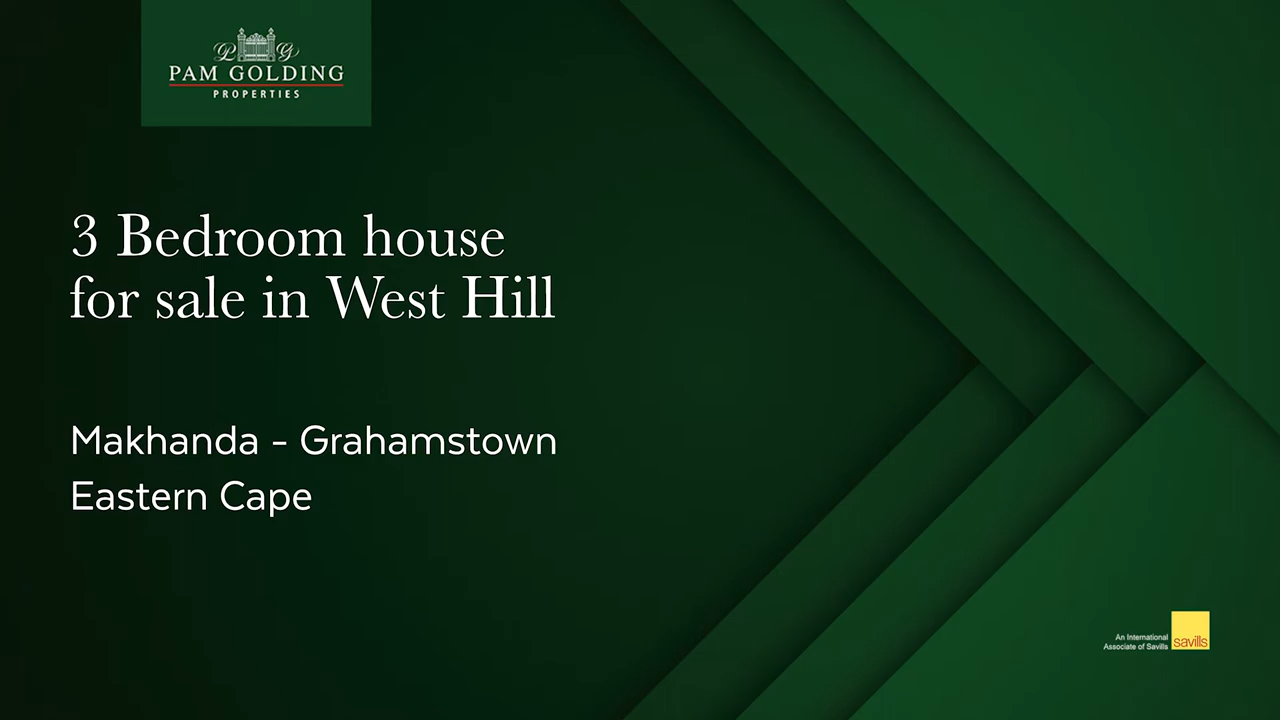 PAM GOLDING
PROPERTIES
3 Bedroom house
for sale in West Hill
Makhanda - Grahamstown
Eastern Cape
An International
Associate of Savills
savills